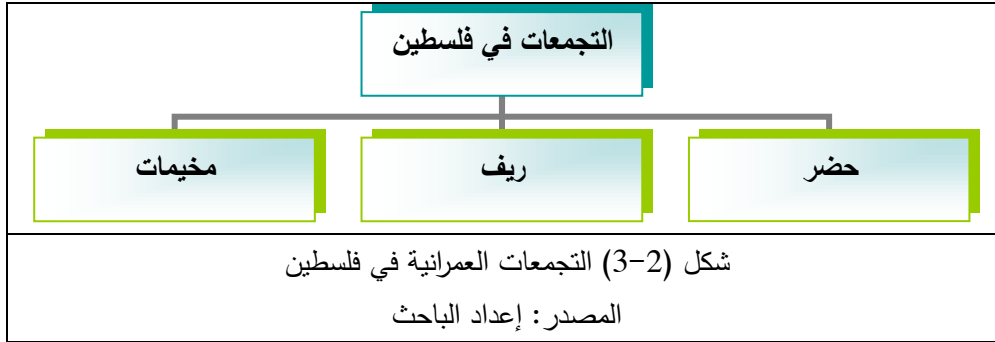 التجمعات في فلسطين
حضر
ريف
مخيمات
شكل (2-3) التجمعات العمرانية في فلسطين
المصدر: إعداد الباحث